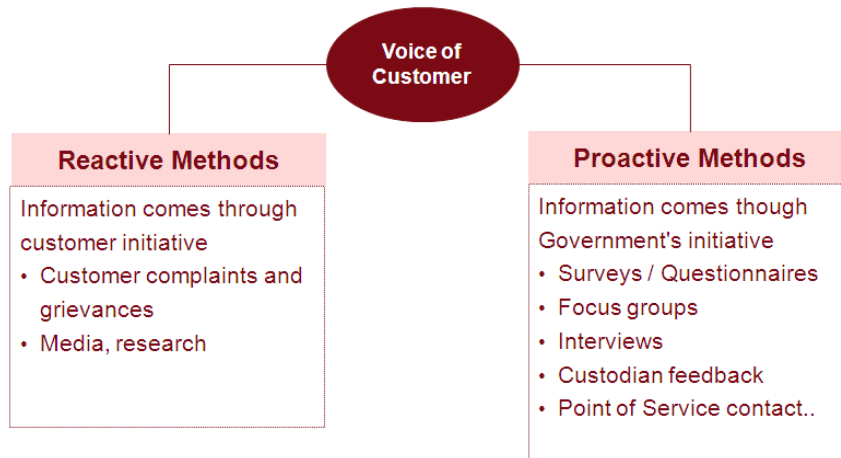 Voice of
Customer
Reactive Methods
Information comes through
customer initiative
• Customer complaints and
grievances
• Media, research
Proactive Methods
Information comes though
Government's initiative
• Surveys / Questionnaires
• Focus groups
• Interviews
• Custodian feedback
• Point of Service contact..